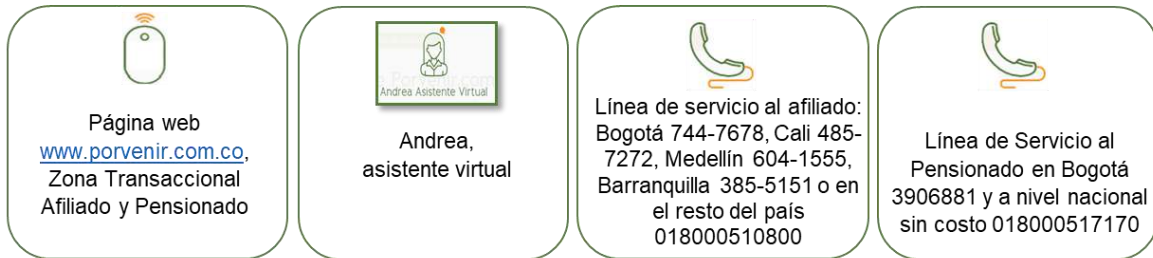 Página web
www.porvenir.com.co,
Zona Transaccional
Afiliado y Pensionado
Porvenir.com
Andrea Asistente Virtual
Andrea,
asistente virtual
Línea de servicio al afiliado:
Bogotá 744-7678, Cali 485-
7272, Medellín 604-1555,
Barranquilla 385-5151 o en
el resto del país
018000510800
Línea de Servicio al
Pensionado en Bogotá
3906881 y a nivel nacional
sin costo 018000517170